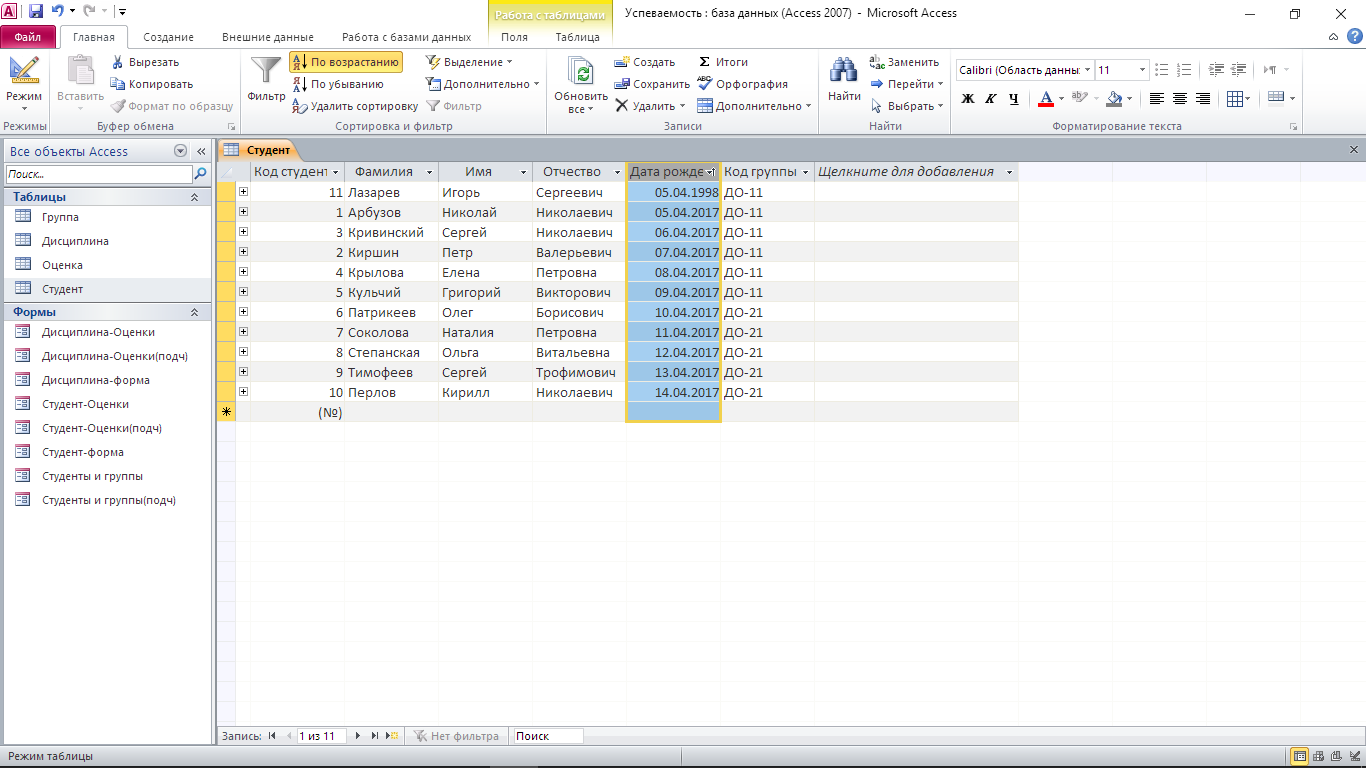 Работа с таблицами
Успеваемость : база данных (Access 2007) - Microsoft Access
Файл Главная Создание Внешние данные Работа с базами данных Поля Таблица
Режим
Режимы
Вставить
Вырезать
Копировать
Формат по образцу
Буфер обмена
Фильтр
По возрастанию
По убыванию
Удалить сортировку
Выделение
Дополнительно
Фильтр
Сортировка и фильтр
Обновить все
Создать
Сохранить
Удалить
Итоги
Орфография
Дополнительно
Записи
Найти
Заменить
Перейти
Выбрать
Найти
Calibri (Область данны: 11
Ж К Ч А
Форматирование текста
Все объекты Access
Поиск...
Таблицы
Группа
Дисциплина
Оценка
Студент
Формы
Дисциплина-Оценки
Дисциплина-Оценки(подч)
Дисциплина-форма
Студент-Оценки
Студент-Оценки(подч)
Студент-форма
Студенты и группы
Студенты и группы(подч)
Студент
Код студент Фамилия Имя Отчество Дата рожде Код группы Щелкните для добавления
11 Лазарев Игорь Сергеевич 05.04.1998 ДО-11
1 Арбузов Николай Николаевич 05.04.2017 ДО-11
3 Кривинский Сергей Николаевич 06.04.2017 ДО-11
2 Киршин Петр Валерьевич 07.04.2017 ДО-11
4 Крылова Елена Петровна 08.04.2017 ДО-11
5 Кульчий Григорий Викторович 09.04.2017 ДО-11
6 Патрикеев Олег Борисович 10.04.2017 ДО-21
7 Соколова Наталия Петровна 11.04.2017 ДО-21
8 Степанская Ольга Витальевна 12.04.2017 ДО-21
9 Тимофеев Сергей Трофимович 13.04.2017 ДО-21
10 Перлов Кирилл Николаевич 14.04.2017 ДО-21
(№)
Запись: 1 из 11 Нет фильтра Поиск
Режим таблицы